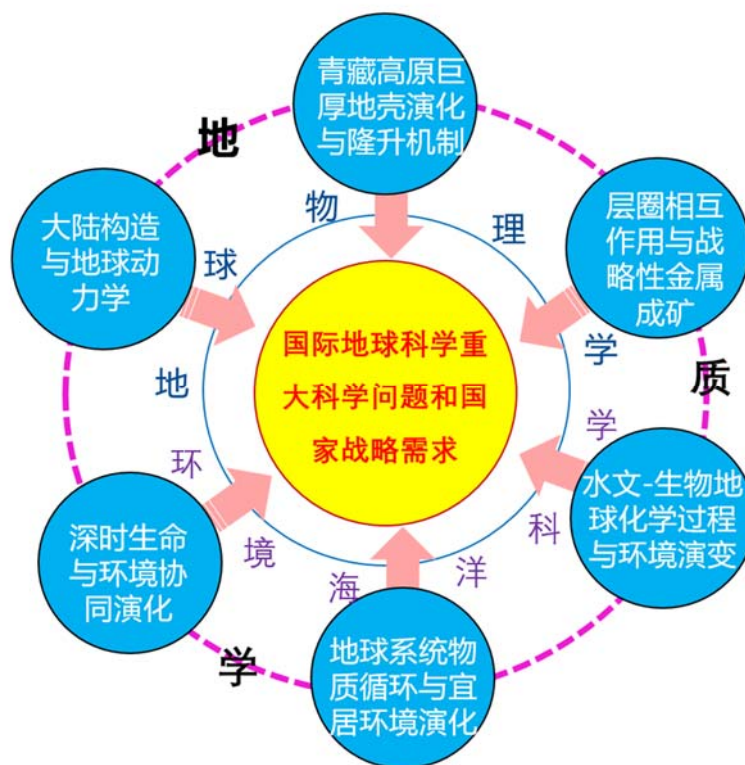 青藏高原巨
厚地壳演化
与隆升机制
地
物
理
大陆构造
与地球动
力学
球
层圈相互
作用与战
略性金属
成矿
国际地球科学重
大科学问题和国
家战略需求
学
地
质
学
环
水文-生物地
球化学过程
与环境演变
深时生命
与环境协
同演化
境
科
海
洋
学
地球系统物
质循环与宜
居环境演化